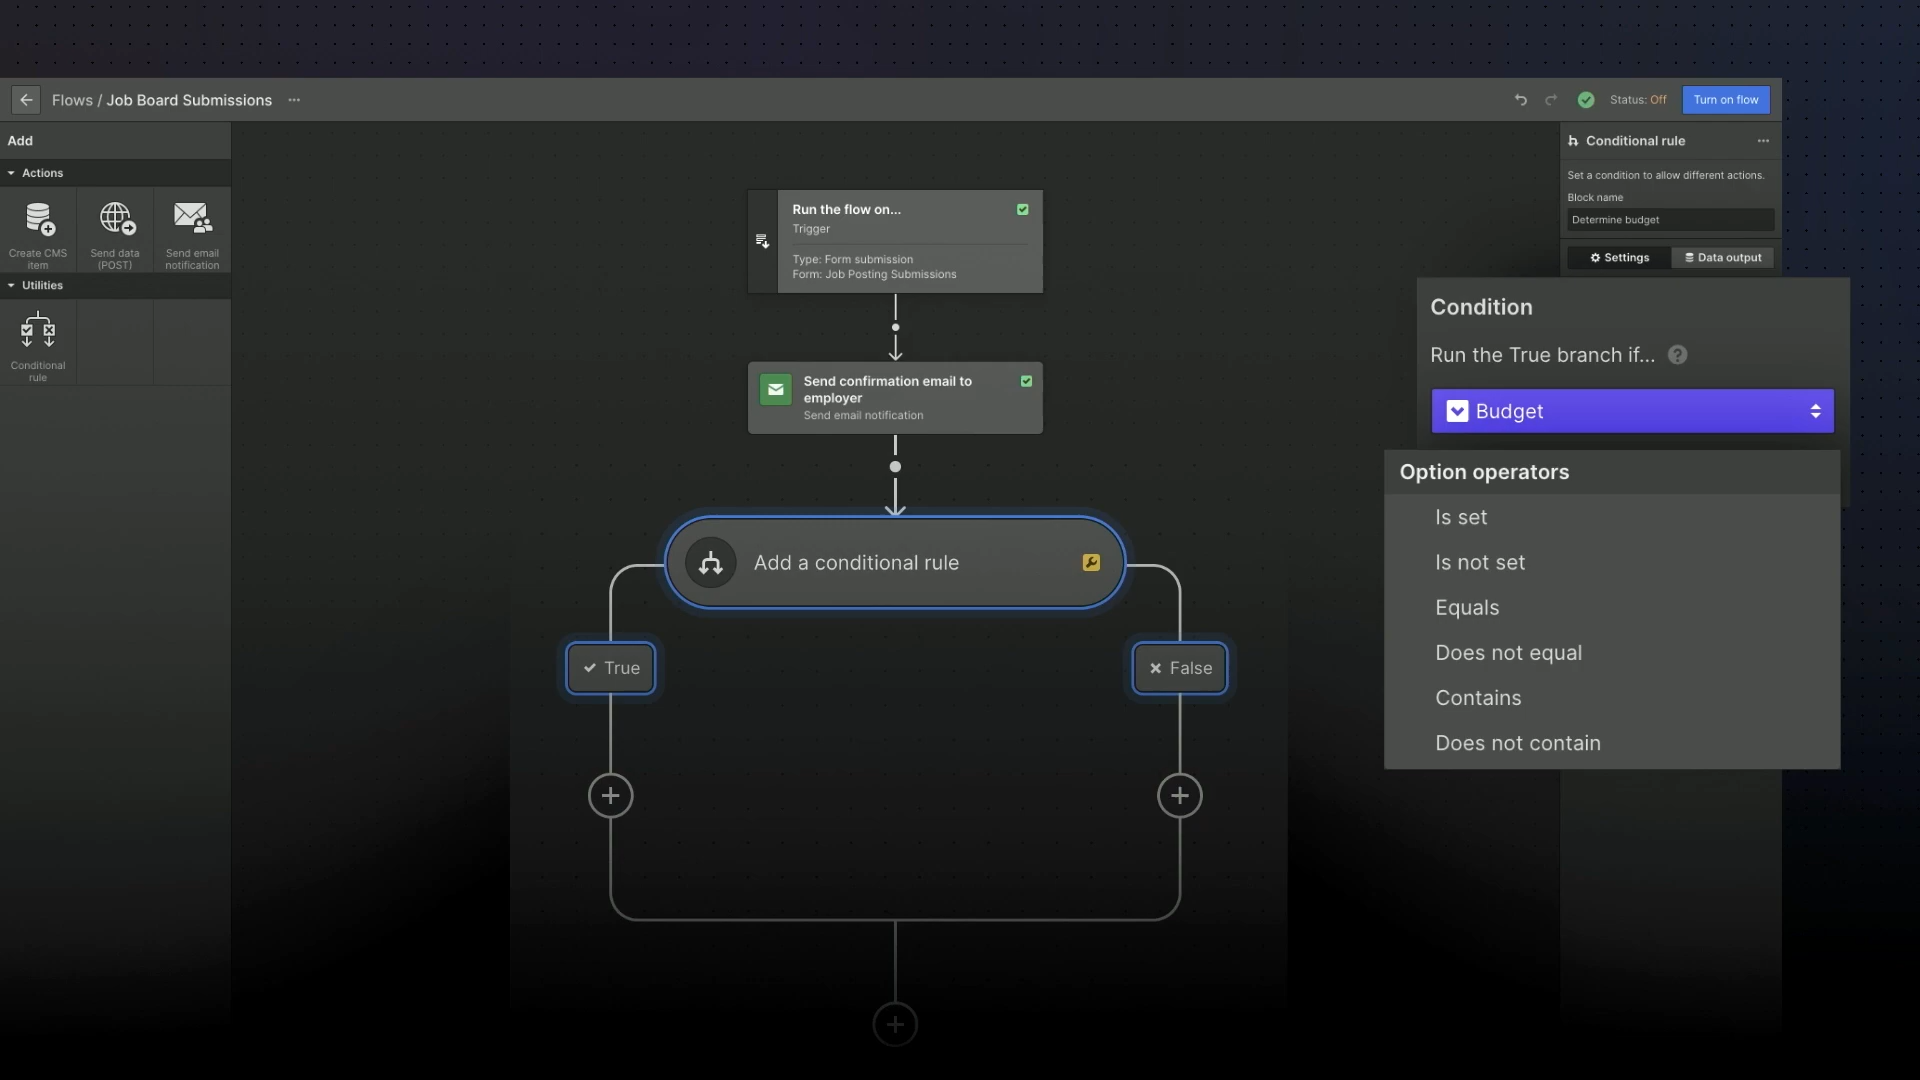 Flows / Job Board Submissions
Status: Off
Turn on flow
Add
Actions
Create CMS
item
Send data
(POST)
Send email
notification
Utilities
Conditional
rule
Run the flow on...
Trigger
Type: Form submission
Form: Job Posting Submissions
Send confirmation email to
employer
Send email notification
Add a conditional rule
True
False
Conditional rule
Set a condition to allow different actions.
Block name
Determine budget
Settings
Data output
Condition
Run the True branch if...
Budget
Option operators
Is set
Is not set
Equals
Does not equal
Contains
Does not contain